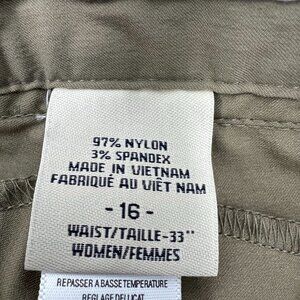 97% NYLON
3% SPANDEX
MADE IN VIETNAM
FABRIQUÉ AU VIÊT NAM
- 16 -
WAIST/TAILLE-33"
WOMEN/FEMMES
REPASSER A BASSE TEMPERATURE
REGLAGE DELICAT